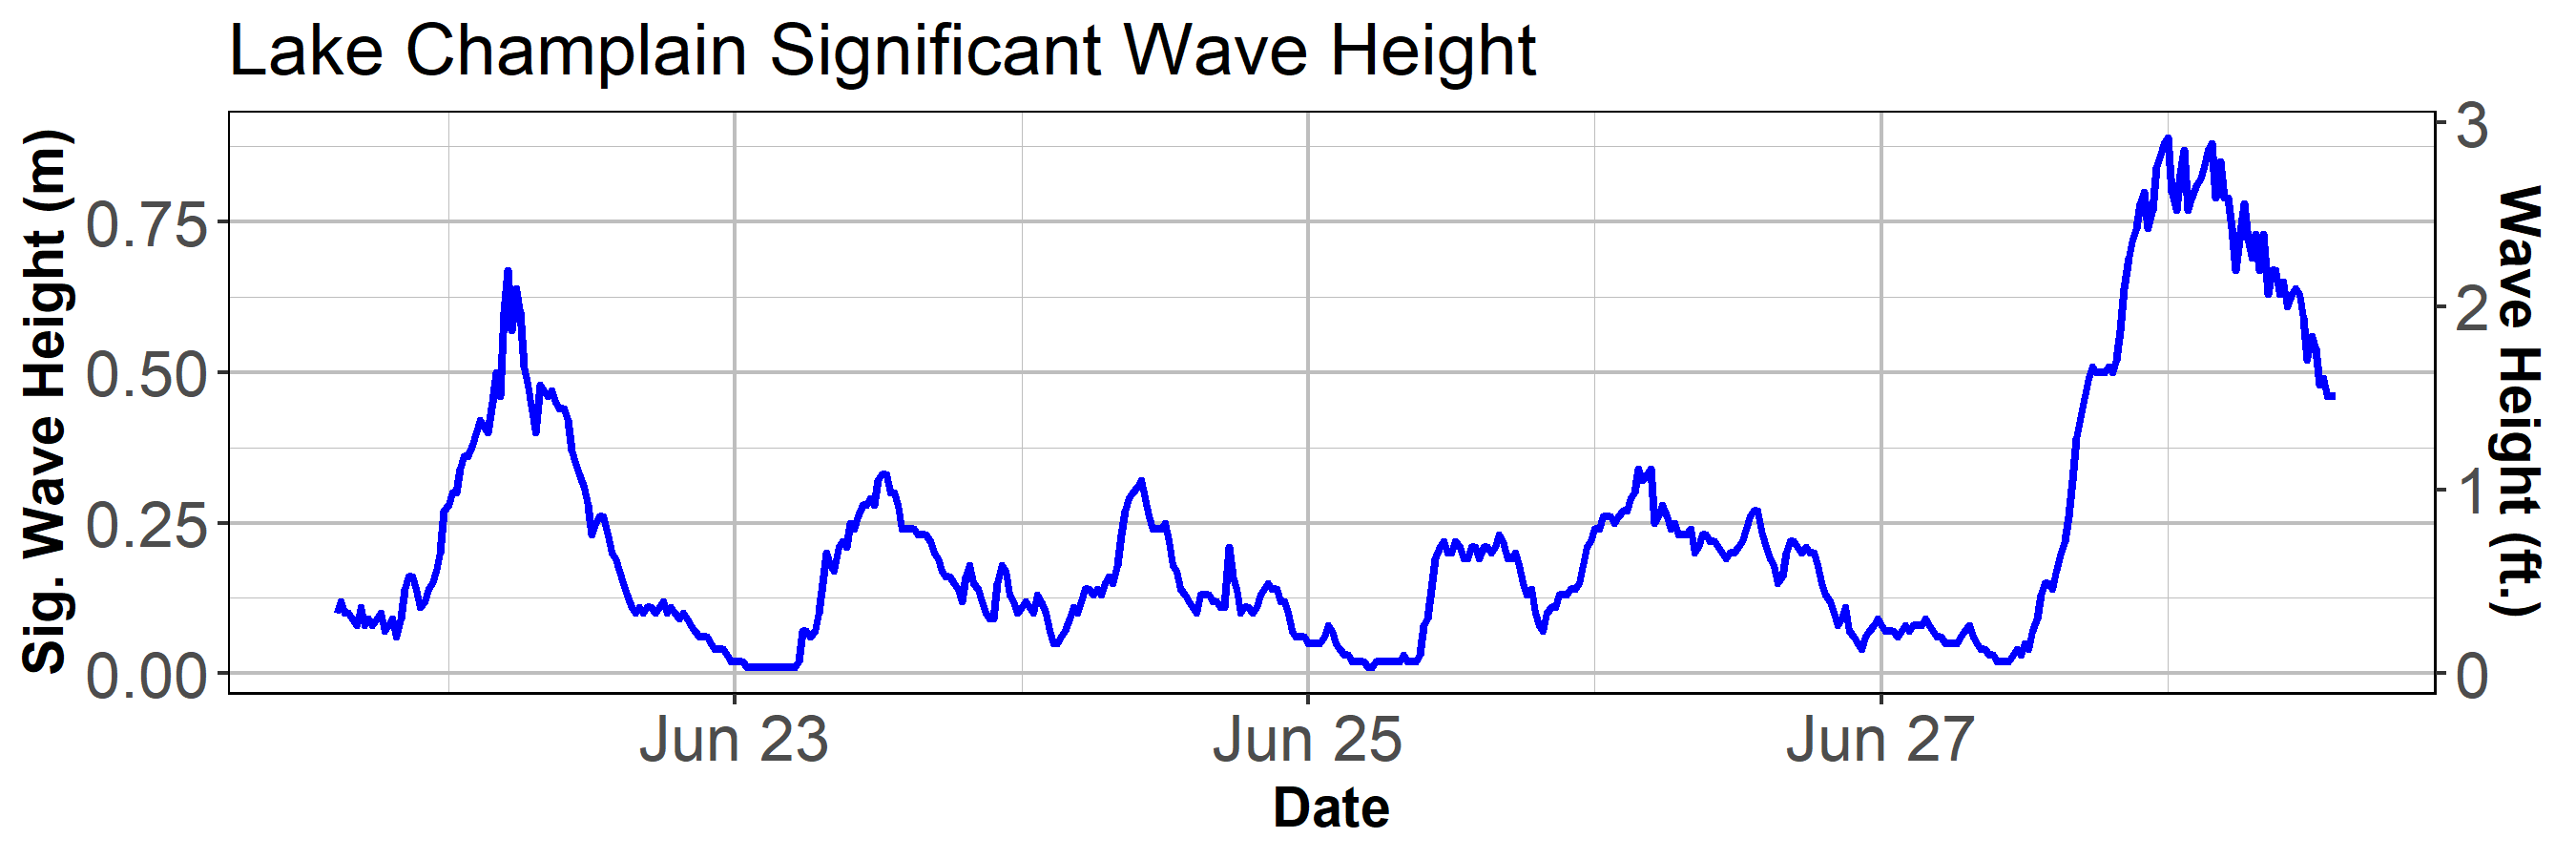 Lake Champlain Significant Wave Height
Sig. Wave Height (m)
0.75
0.50
0.25
0.00
3
2
1
0
Wave Height (ft.)
Jun 23
Jun 25
Jun 27
Date